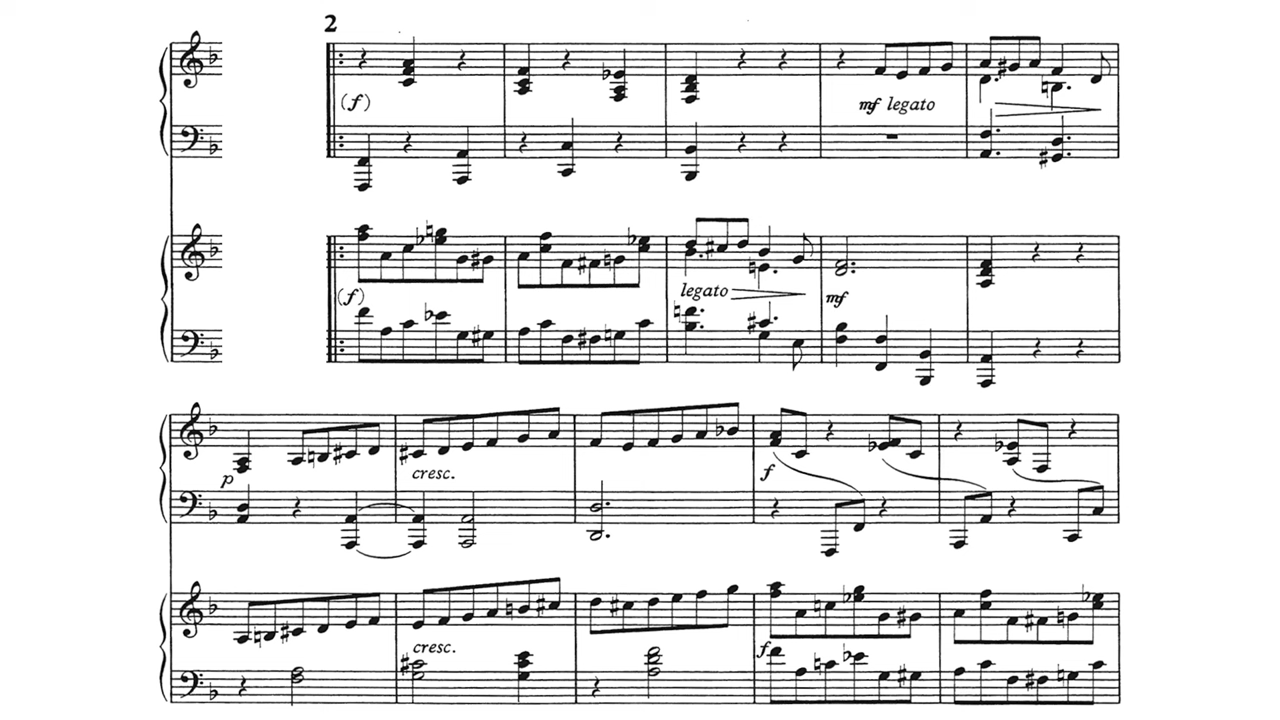 2
(f)
mf legato
(f)
legato
mf
p
cresc.
f
cresc.
f